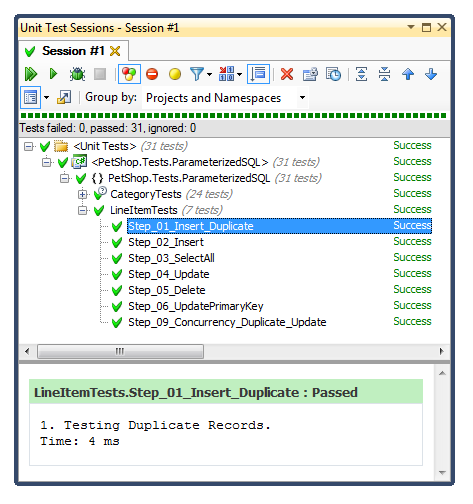 Unit Test Sessions - Session #1
Session #1
Group by: Projects and Namespaces
Tests failed: 0, passed: 31, ignored: 0
<Unit Tests> (31 tests) Success
<PetShop.Tests.ParameterizedSQL> (31 tests) Success
{ } PetShop.Tests.ParameterizedSQL (31 tests) Success
CategoryTests (24 tests) Success
LineItemTests (7 tests) Success
Step_01_Insert_Duplicate Success
Step_02_Insert Success
Step_03_SelectAll Success
Step_04_Update Success
Step_05_Delete Success
Step_06_UpdatePrimaryKey Success
Step_09_Concurrency_Duplicate_Update Success
LineItemTests.Step_01_Insert_Duplicate : Passed
1. Testing Duplicate Records.
Time: 4 ms